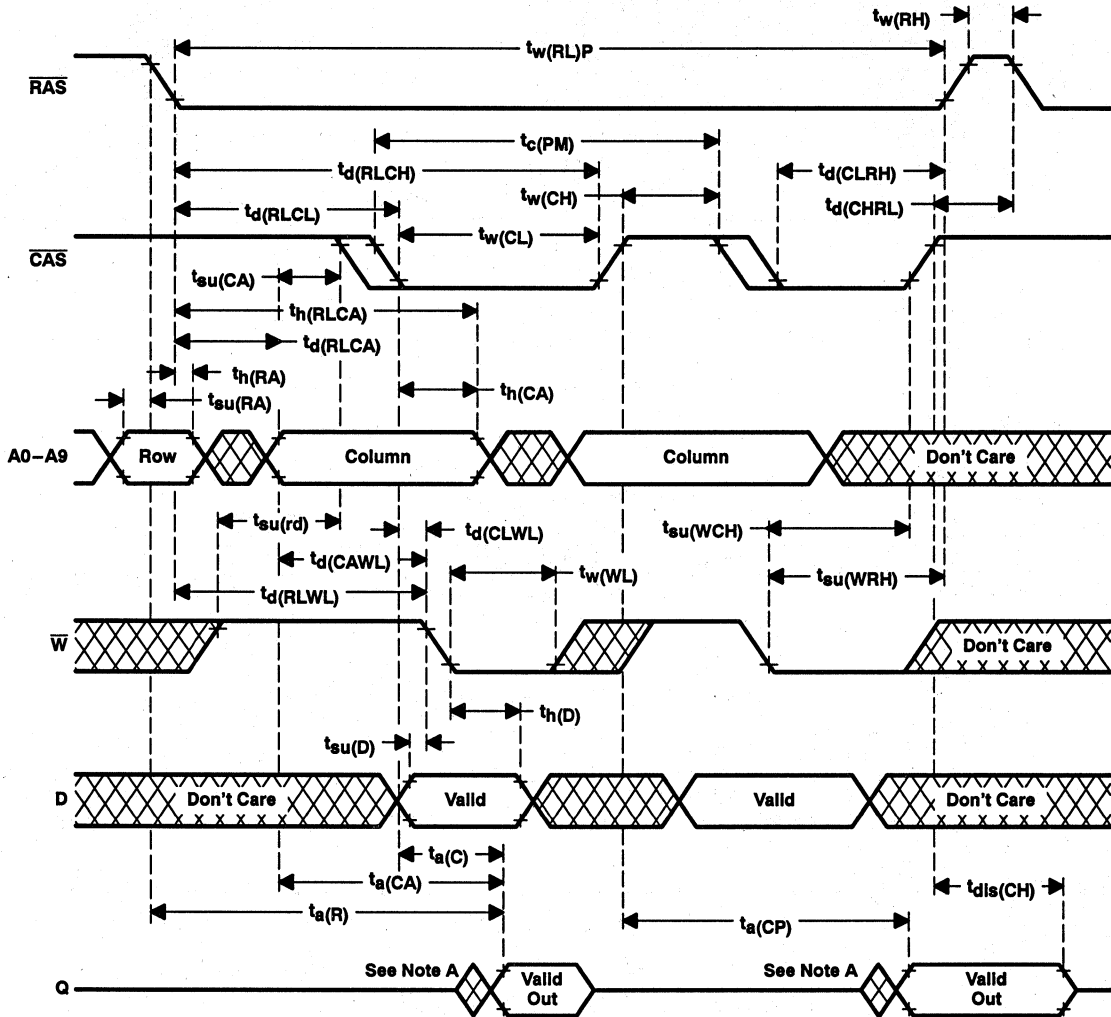 tw(RH)
tw(RL)P
RAS
tc(PM)
td(RLCH)
td(CLRH)
tw(CH)
td(CHRL)
td(RLCL)
tw(CL)
CAS
tsu(CA)
th(RLCA)
td(RLCA)
th(RA)
th(CA)
tsu(RA)
A0–A9
Row
Column
Column
Don't Care
tsu(rd)
td(CLWL)
tsu(WCH)
td(CAWL)
tw(WL)
tsu(WRH)
td(RLWL)
W
Don't Care
th(D)
tsu(D)
D
Don't Care
Valid
Valid
Don't Care
ta(C)
ta(CA)
tdis(CH)
ta(R)
ta(CP)
See Note A
See Note A
Q
Valid
Out
Valid
Out